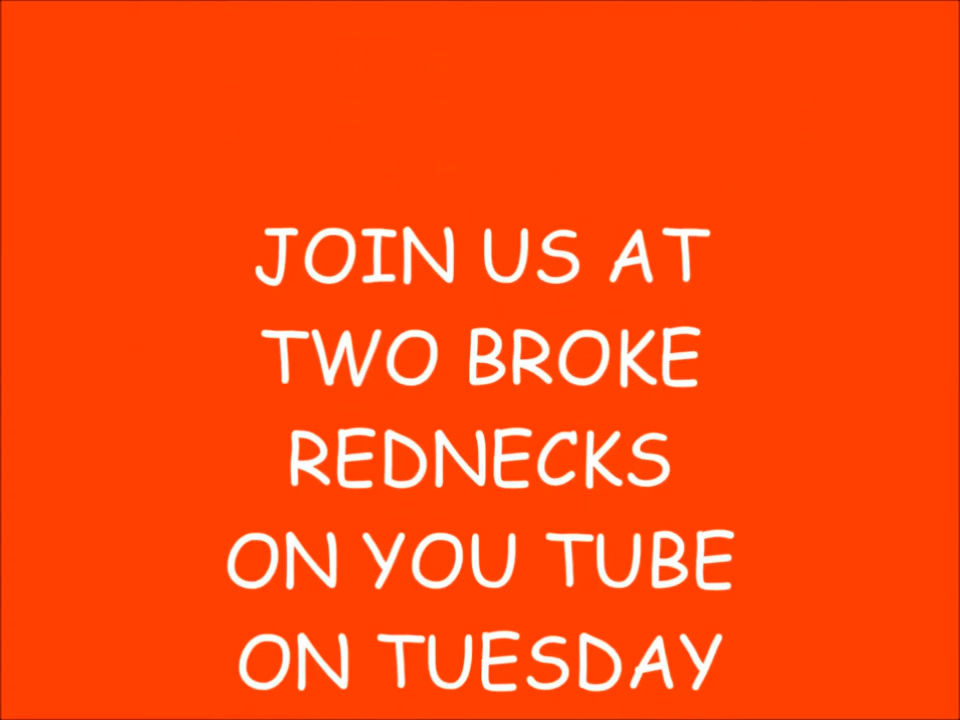 JOIN US AT
TWO BROKE
REDNECKS
ON YOU TUBE
ON TUESDAY